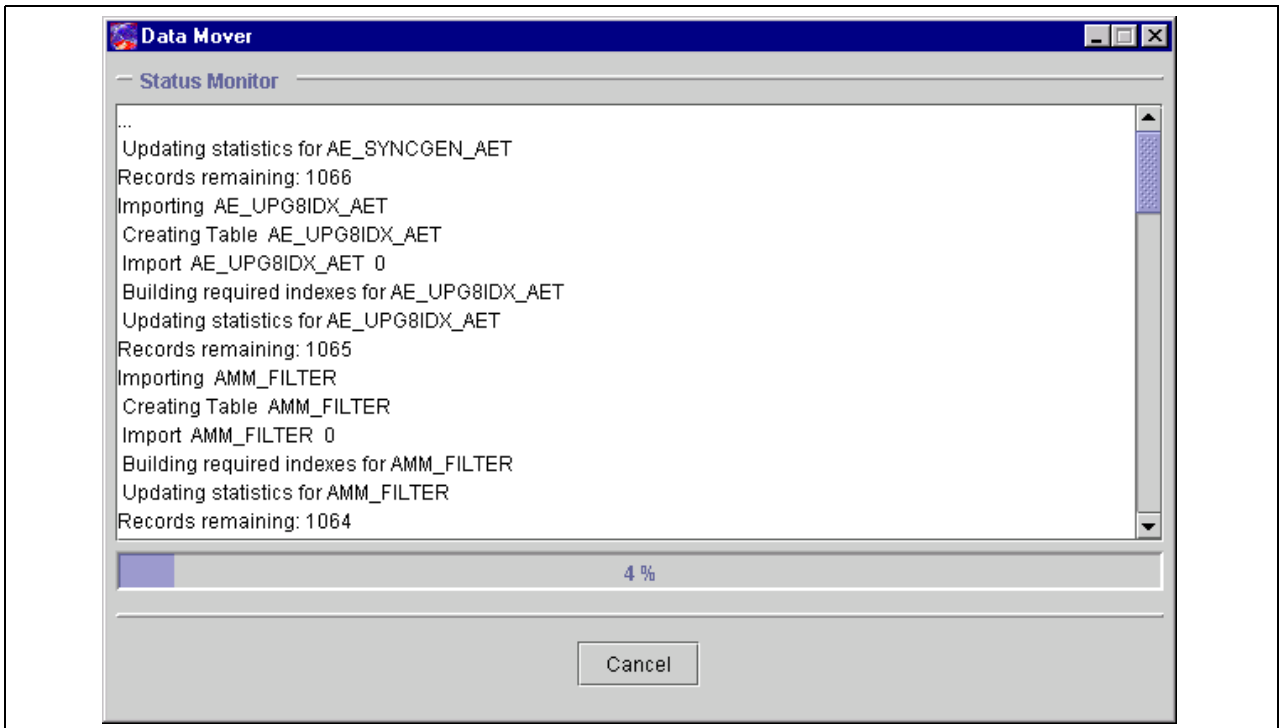 Data Mover
Status Monitor
...
Updating statistics for AE_SYNCGEN_AET
Records remaining: 1066
Importing AE_UPG8IDX_AET
Creating Table AE_UPG8IDX_AET
Import AE_UPG8IDX_AET 0
Building required indexes for AE_UPG8IDX_AET
Updating statistics for AE_UPG8IDX_AET
Records remaining: 1065
Importing AMM_FILTER
Creating Table AMM_FILTER
Import AMM_FILTER 0
Building required indexes for AMM_FILTER
Updating statistics for AMM_FILTER
Records remaining: 1064
4 %
Cancel